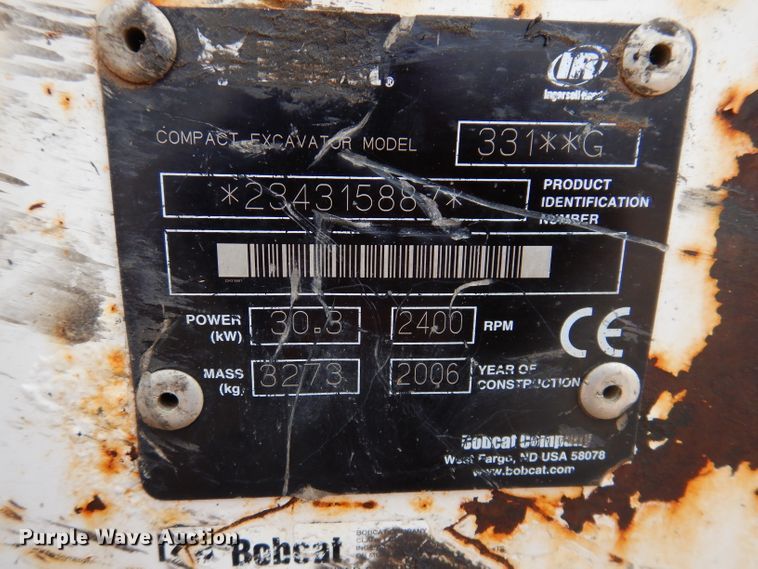 IR
Ingersoll-Rand
COMPACT EXCAVATOR MODEL 331**G
*234315887*
PRODUCT IDENTIFICATION NUMBER
POWER (kW) 30.3 2400 RPM
CE
MASS (kg) 3273 2006 YEAR OF CONSTRUCTION
Bobcat Company
West Fargo, ND USA 58078
www.bobcat.com
Bobcat
Purple Wave Auction